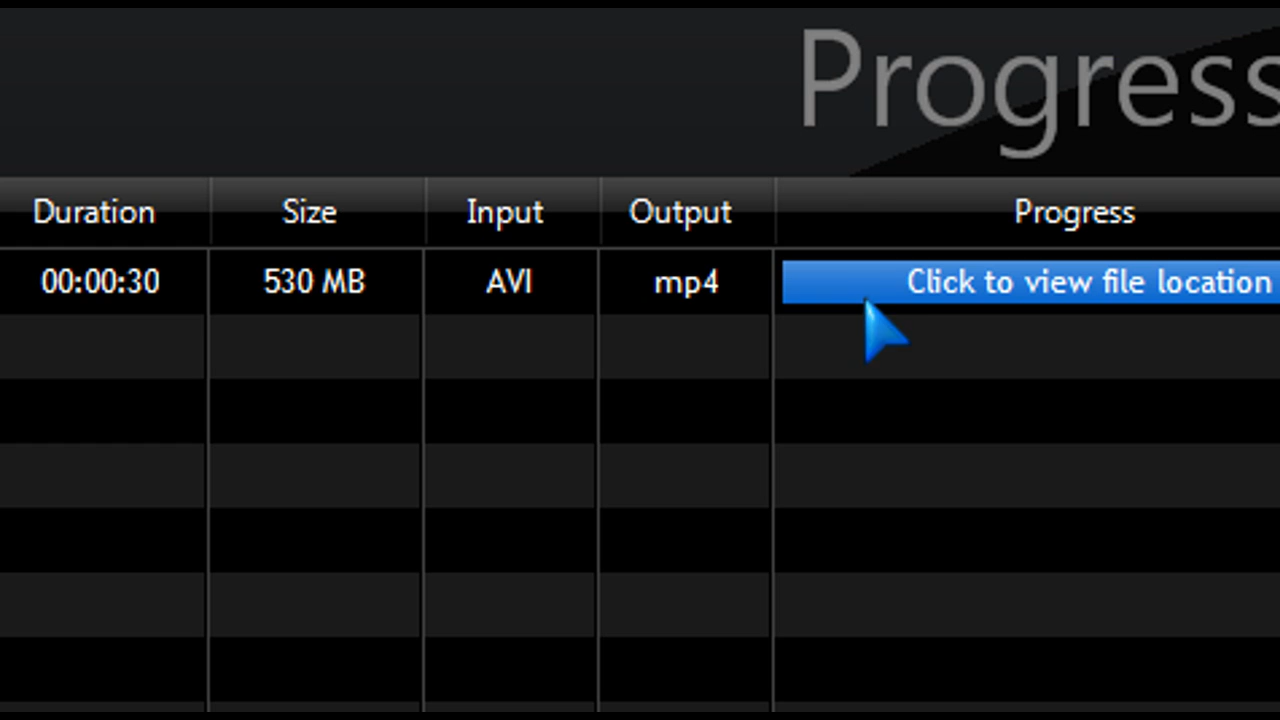 Progress
Duration Size Input Output Progress
00:00:30 530 MB AVI mp4 Click to view file location